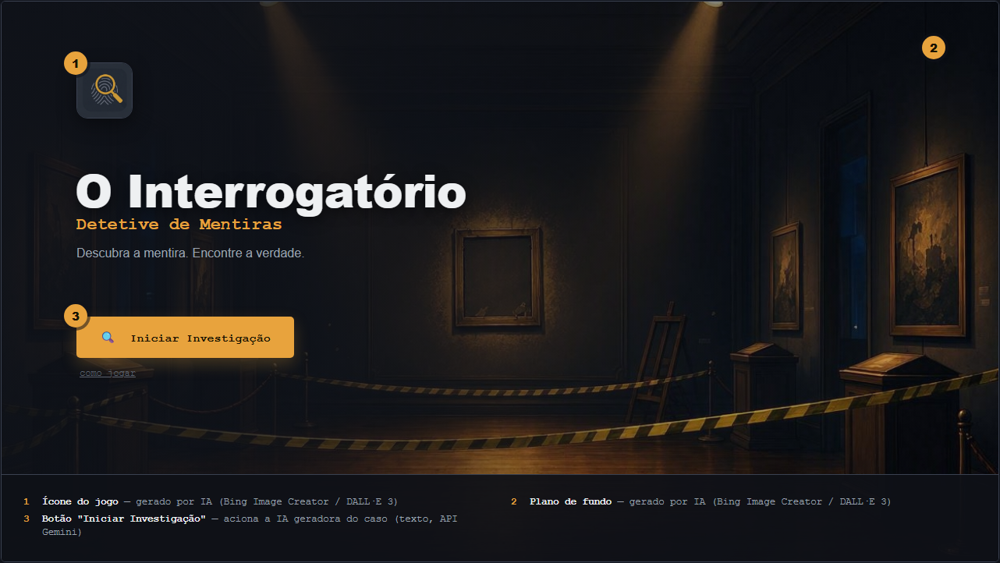 1
2
O Interrogatório
Detetive de Mentiras
Descubra a mentira. Encontre a verdade.
3
Iniciar Investigação
como jogar
1 Ícone do jogo — gerado por IA (Bing Image Creator / DALL·E 3)
2 Plano de fundo — gerado por IA (Bing Image Creator / DALL·E 3)
3 Botão "Iniciar Investigação" — aciona a IA geradora do caso (texto, API
Gemini)